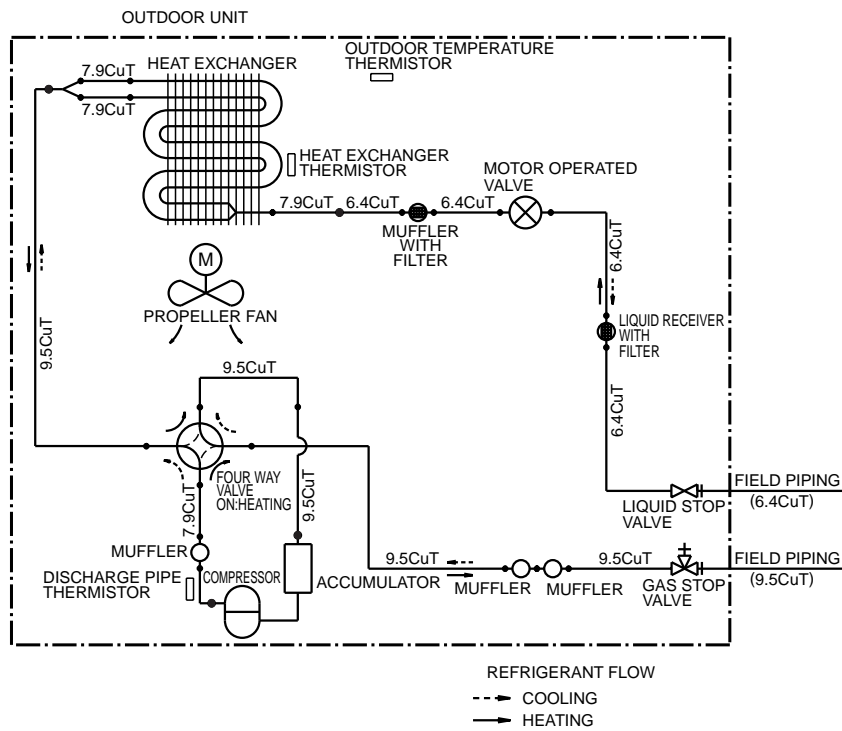 OUTDOOR UNIT
OUTDOOR TEMPERATURE
THERMISTOR
HEAT EXCHANGER
7.9CuT
7.9CuT
HEAT EXCHANGER
THERMISTOR
MOTOR OPERATED
VALVE
7.9CuT
6.4CuT
6.4CuT
MUFFLER
WITH
FILTER
6.4CuT
M
PROPELLER FAN
LIQUID RECEIVER
WITH
FILTER
9.5CuT
9.5CuT
6.4CuT
FOUR WAY
VALVE
ON:HEATING
9.5CuT
7.9CuT
FIELD PIPING
(6.4CuT)
LIQUID STOP
VALVE
MUFFLER
DISCHARGE PIPE
THERMISTOR
COMPRESSOR
ACCUMULATOR
9.5CuT
MUFFLER
MUFFLER
9.5CuT
GAS STOP
VALVE
FIELD PIPING
(9.5CuT)
REFRIGERANT FLOW
COOLING
HEATING